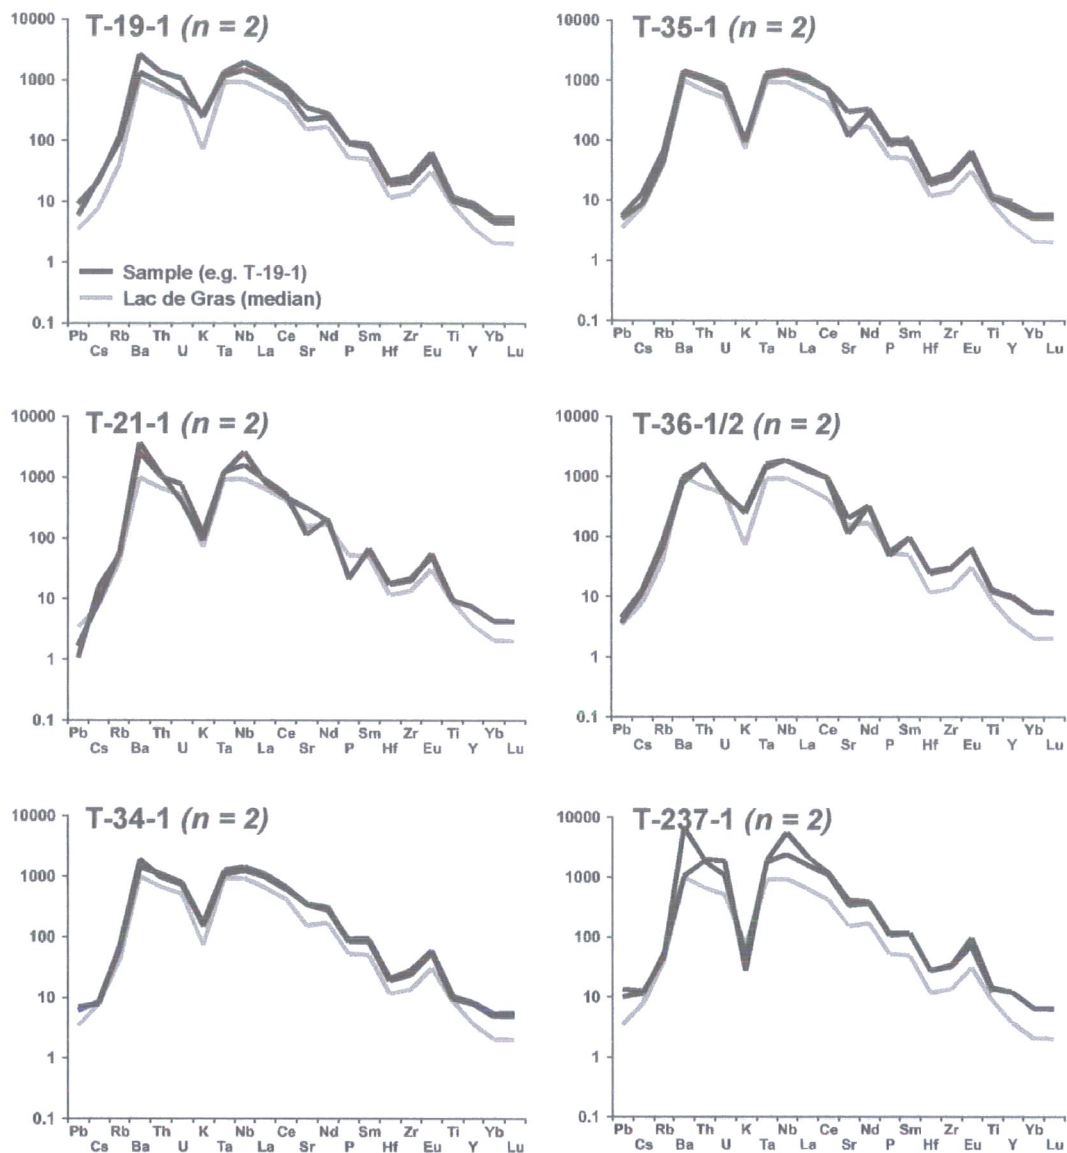 T-19-1 (n = 2)
10000
1000
100
10
1
0.1
Sample (e.g. T-19-1)
Lac de Gras (median)
Pb Rb Th K Nb Ce Nd Sm Zr Ti Yb
Cs Ba U Ta La Sr P Hf Eu Y Lu
T-35-1 (n = 2)
10000
1000
100
10
1
0.1
Pb Rb Th K Nb Ce Nd Sm Zr Ti Yb
Cs Ba U Ta La Sr P Hf Eu Y Lu
T-21-1 (n = 2)
10000
1000
100
10
1
0.1
Pb Rb Th K Nb Ce Nd Sm Zr Ti Yb
Cs Ba U Ta La Sr P Hf Eu Y Lu
T-36-1/2 (n = 2)
10000
1000
100
10
1
0.1
Pb Rb Th K Nb Ce Nd Sm Zr Ti Yb
Cs Ba U Ta La Sr P Hf Eu Y Lu
T-34-1 (n = 2)
10000
1000
100
10
1
0.1
Pb Rb Th K Nb Ce Nd Sm Zr Ti Yb
Cs Ba U Ta La Sr P Hf Eu Y Lu
T-237-1 (n = 2)
10000
1000
100
10
1
0.1
Pb Rb Th K Nb Ce Nd Sm Zr Ti Yb
Cs Ba U Ta La Sr P Hf Eu Y Lu